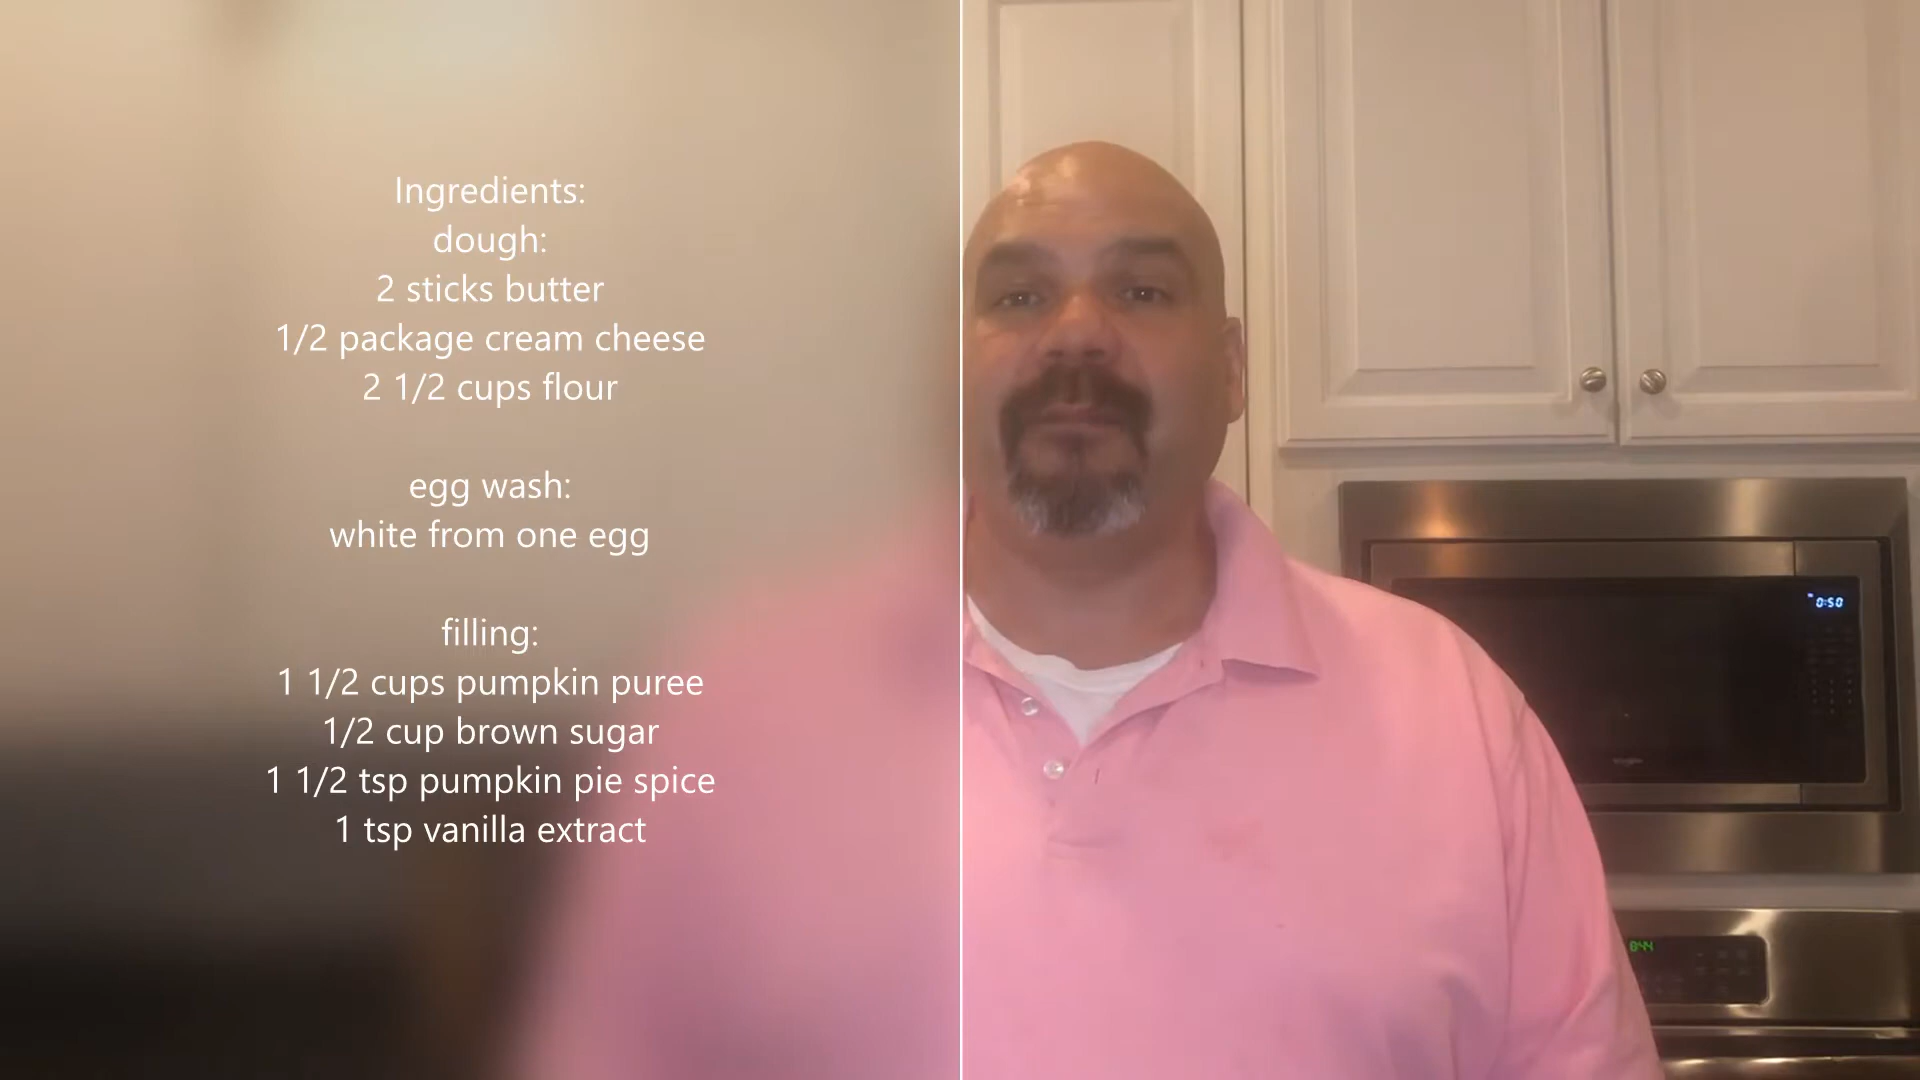 Ingredients:
dough:
2 sticks butter
1/2 package cream cheese
2 1/2 cups flour
egg wash:
white from one egg
filling:
1 1/2 cups pumpkin puree
1/2 cup brown sugar
1 1/2 tsp pumpkin pie spice
1 tsp vanilla extract
0:50